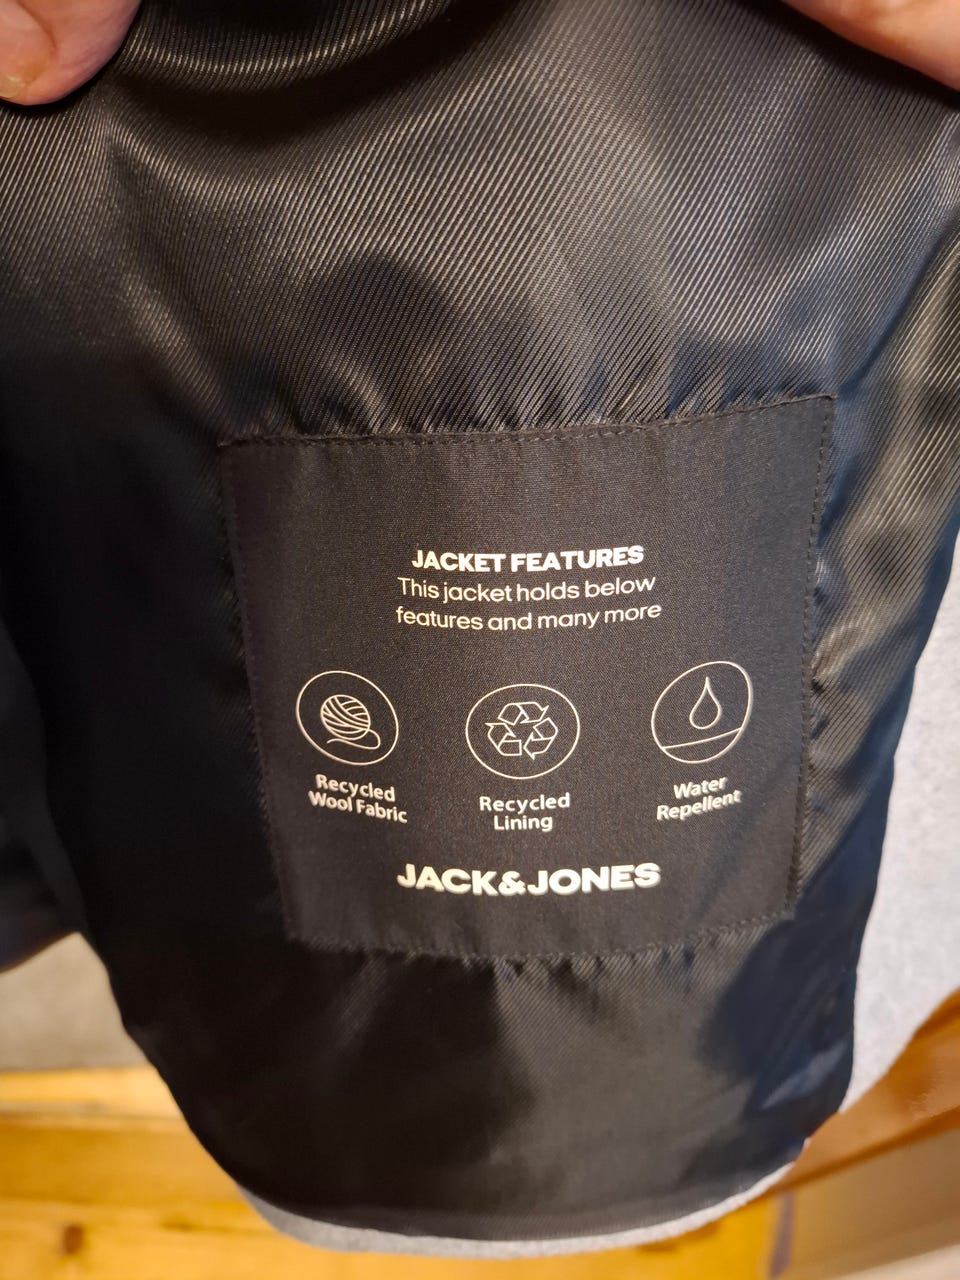 JACKET FEATURES
This jacket holds below
features and many more
Recycled
Wool Fabric
Recycled
Lining
Water
Repellent
JACK&JONES